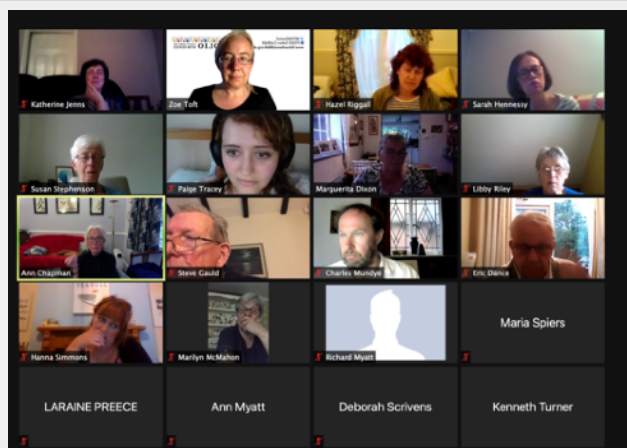 Katherine Jenns
Zoe Toft
Hazel Riggall
Sarah Hennessy
Susan Stephenson
Paige Tracey
Marguerita Dixon
Libby Riley
Ann Chapman
Steve Gauld
Charles Mundye
Eric Dance
Hanna Simmons
Marilyn McMahon
Richard Myatt
Maria Spiers
LARAINE PREECE
Ann Myatt
Deborah Scrivens
Kenneth Turner